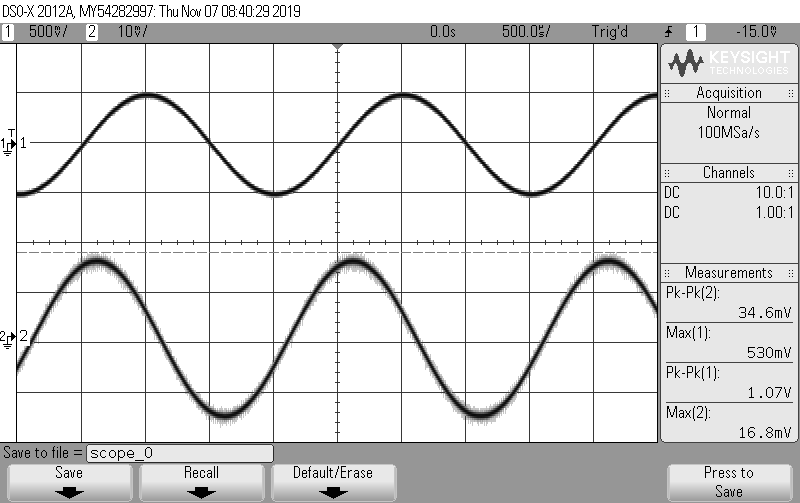 DSO-X 2012A, MY54282997: Thu Nov 07 08:40:29 2019
1 500mV/ 2 10mV/ 0.0s 500.0µs/ Trig'd 1 -15.0mV
KEYSIGHT
TECHNOLOGIES
Acquisition
Normal
100MSa/s
Channels
DC 10.0:1
DC 1.00:1
Measurements
Pk-Pk(2):
34.6mV
Max(1):
530mV
Pk-Pk(1):
1.07V
Max(2):
16.8mV
T
1 1
2 2
Save to file = scope_0
Save
Recall
Default/Erase
Press to
Save